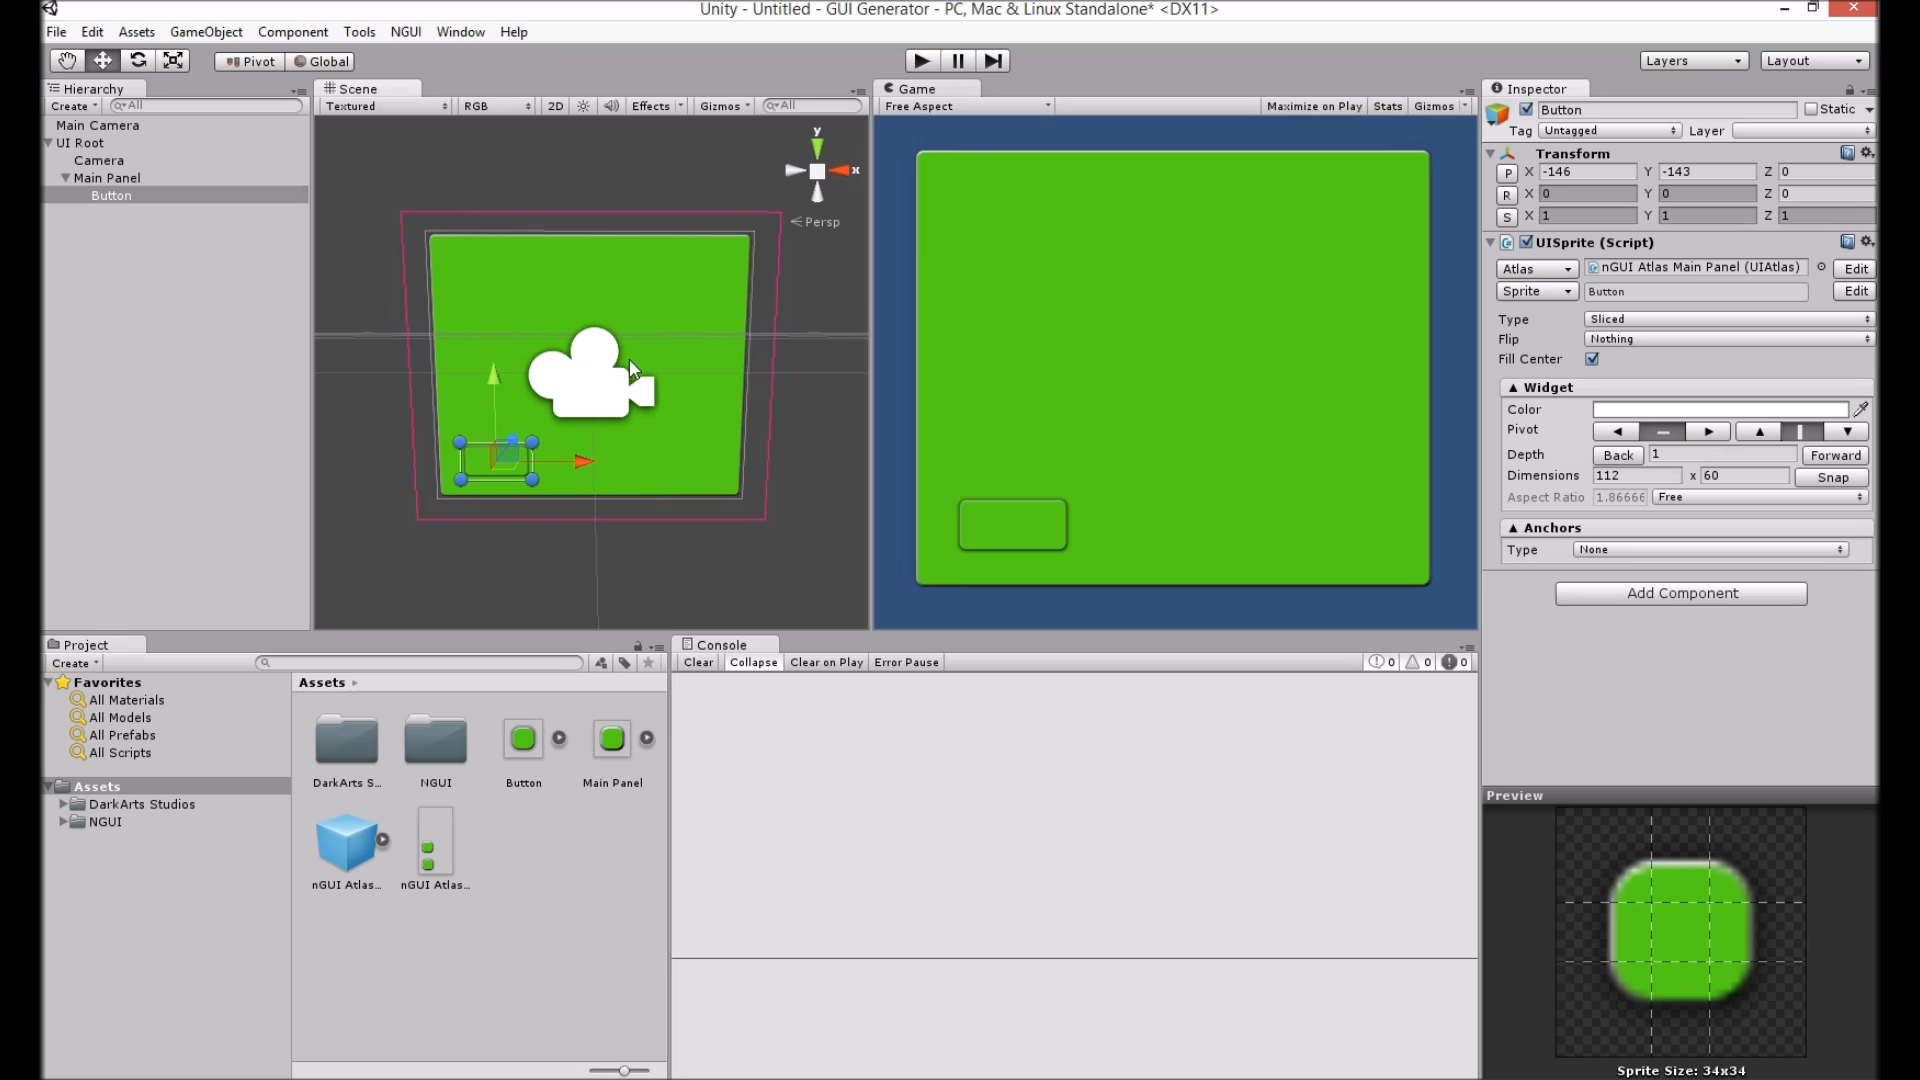 Unity - Untitled - GUI Generator - PC, Mac & Linux Standalone* <DX11>
File Edit Assets GameObject Component Tools NGUI Window Help
Pivot Global Layers Layout
Hierarchy
Create All
Main Camera
UI Root
Camera
Main Panel
Button
Scene
Textured RGB 2D Effects Gizmos All
y
x
Persp
Game
Free Aspect Maximize on Play Stats Gizmos
Inspector
Button Static
Tag Untagged Layer
Transform
P X -146 Y -143 Z 0
R X 0 Y 0 Z 0
S X 1 Y 1 Z 1
UISprite (Script)
Atlas nGUI Atlas Main Panel (UIAtlas) Edit
Sprite Button Edit
Type Sliced
Flip Nothing
Fill Center
▲ Widget
Color
Pivot
Depth Back 1 Forward
Dimensions 112 x 60 Snap
Aspect Ratio 1.86666 Free
▲ Anchors
Type None
Add Component
Project
Create
Favorites
All Materials
All Models
All Prefabs
All Scripts
Assets
DarkArts Studios
NGUI
Assets
DarkArts S... NGUI Button Main Panel
nGUI Atlas... nGUI Atlas...
Console
Clear Collapse Clear on Play Error Pause 0 0 0
Preview
Sprite Size: 34x34